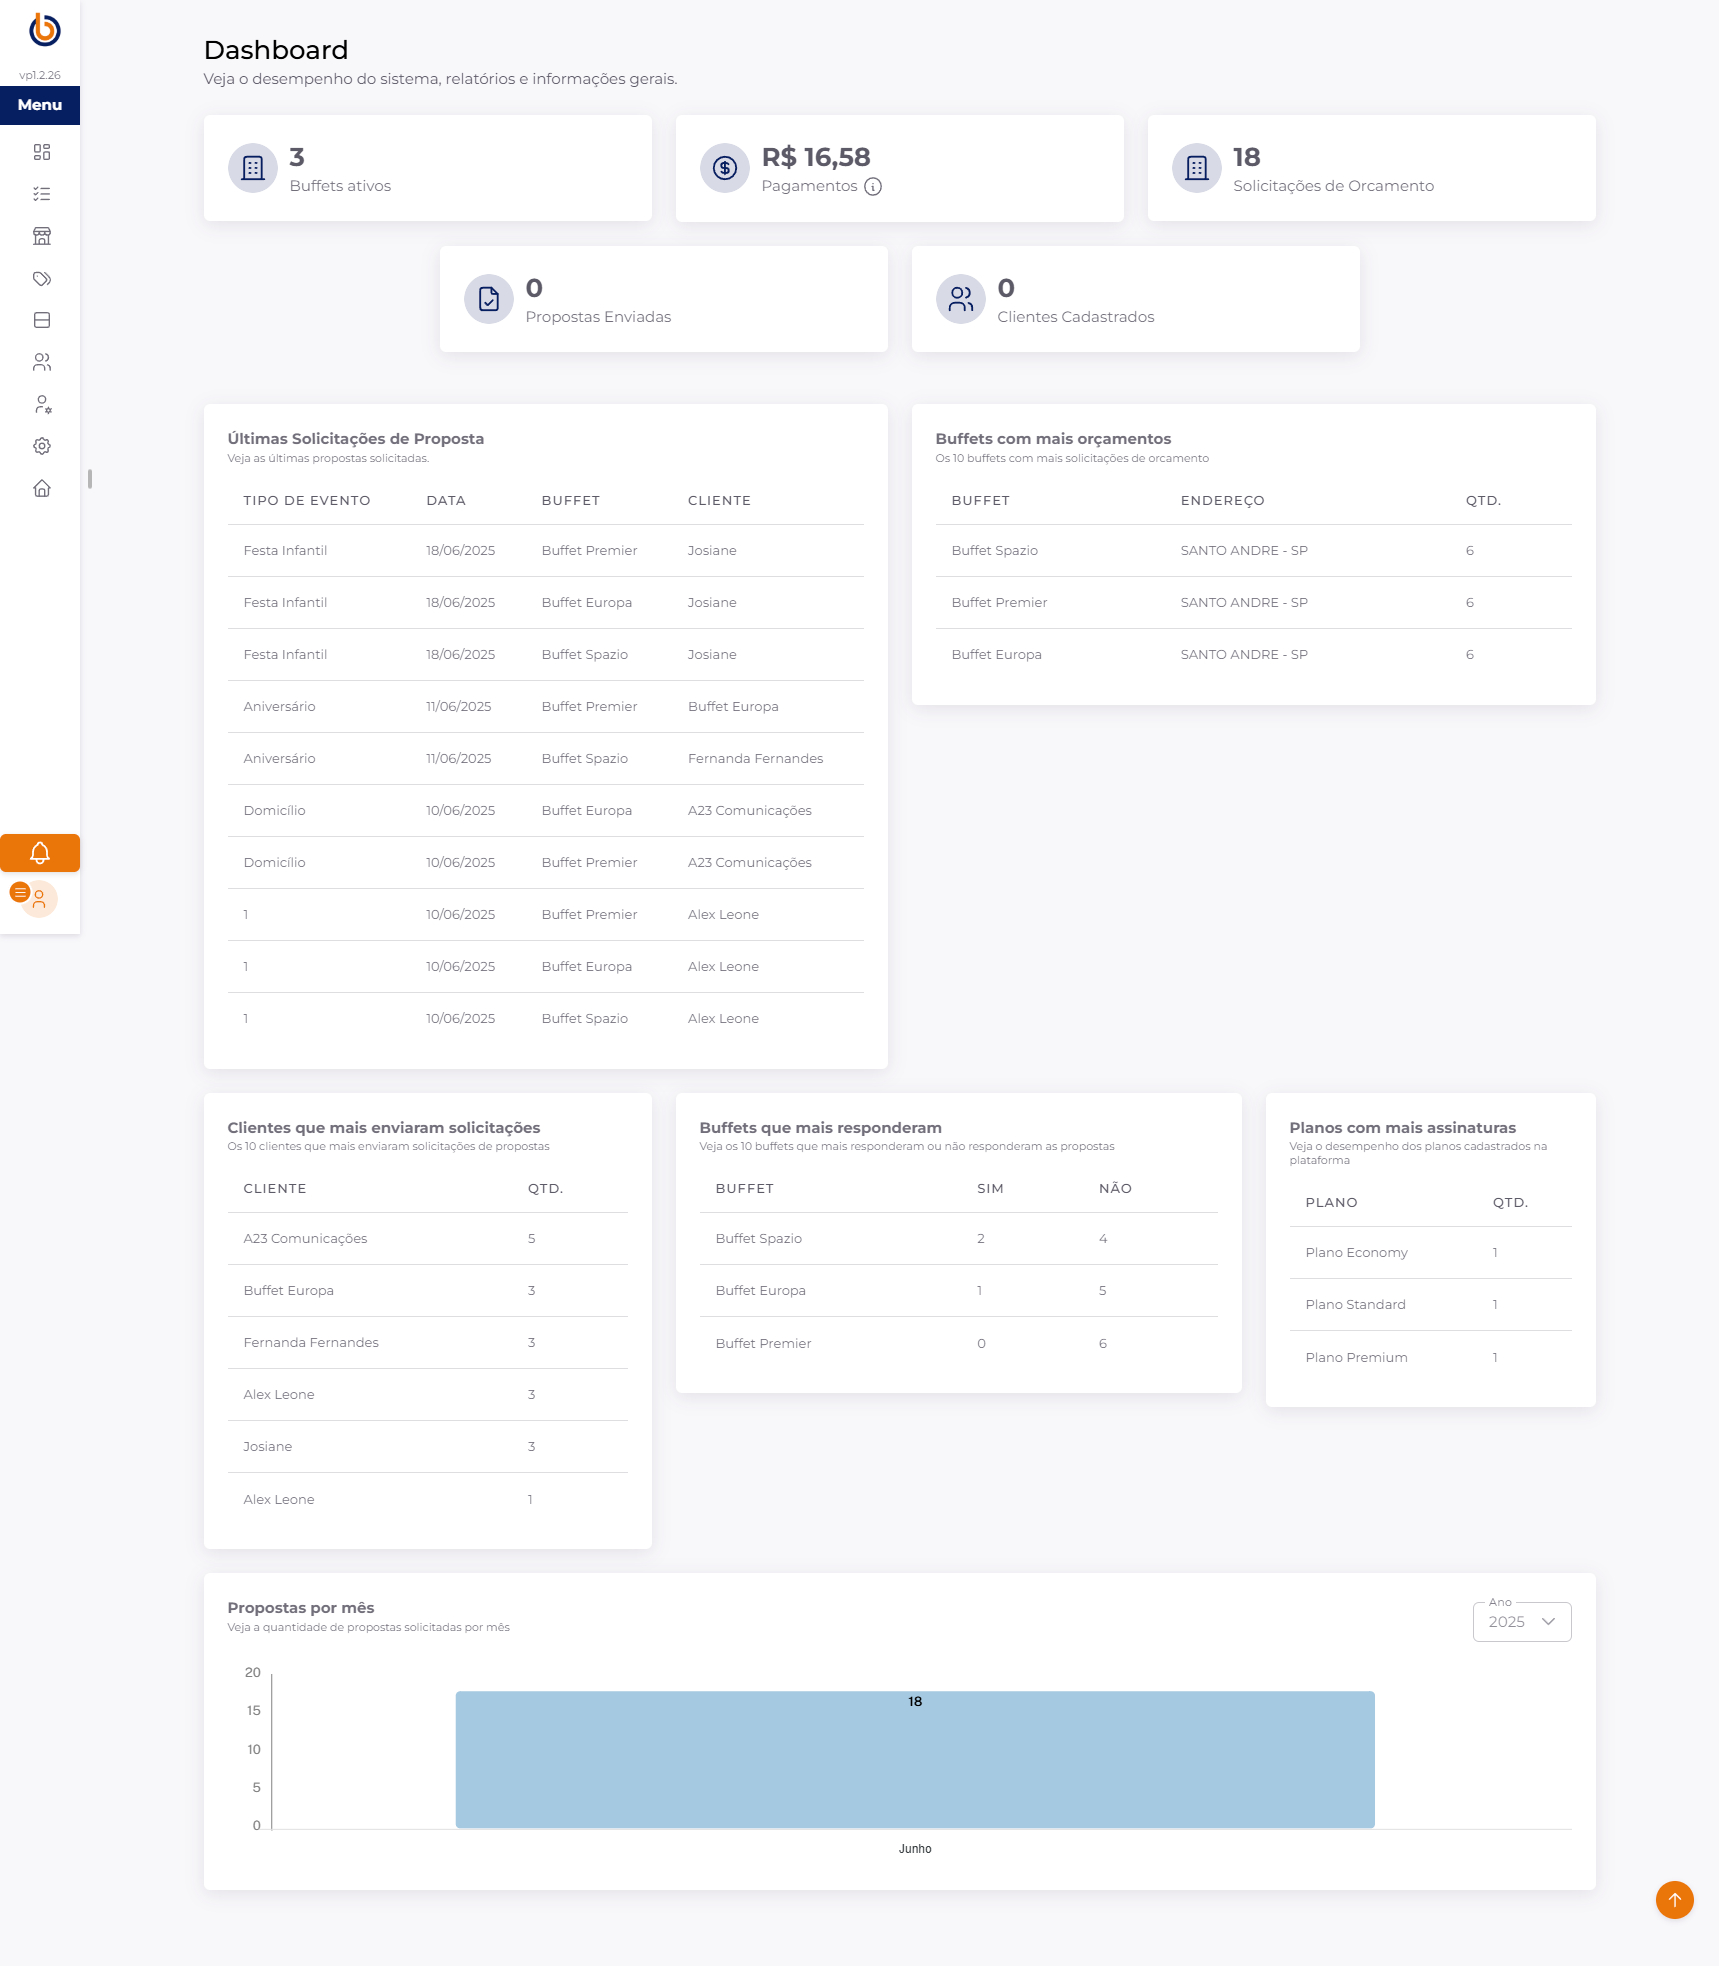 vp1.2.26
Menu
Dashboard
Veja o desempenho do sistema, relatórios e informações gerais.
3
Buffets ativos
R$ 16,58
Pagamentos
18
Solicitações de Orcamento
0
Propostas Enviadas
0
Clientes Cadastrados
Últimas Solicitações de Proposta
Veja as últimas propostas solicitadas.
TIPO DE EVENTO DATA BUFFET CLIENTE
Festa Infantil 18/06/2025 Buffet Premier Josiane
Festa Infantil 18/06/2025 Buffet Europa Josiane
Festa Infantil 18/06/2025 Buffet Spazio Josiane
Aniversário 11/06/2025 Buffet Premier Buffet Europa
Aniversário 11/06/2025 Buffet Spazio Fernanda Fernandes
Domicílio 10/06/2025 Buffet Europa A23 Comunicações
Domicílio 10/06/2025 Buffet Premier A23 Comunicações
1 10/06/2025 Buffet Premier Alex Leone
1 10/06/2025 Buffet Europa Alex Leone
1 10/06/2025 Buffet Spazio Alex Leone
Buffets com mais orçamentos
Os 10 buffets com mais solicitações de orcamento
BUFFET ENDEREÇO QTD.
Buffet Spazio SANTO ANDRE - SP 6
Buffet Premier SANTO ANDRE - SP 6
Buffet Europa SANTO ANDRE - SP 6
Clientes que mais enviaram solicitações
Os 10 clientes que mais enviaram solicitações de propostas
CLIENTE QTD.
A23 Comunicações 5
Buffet Europa 3
Fernanda Fernandes 3
Alex Leone 3
Josiane 3
Alex Leone 1
Buffets que mais responderam
Veja os 10 buffets que mais responderam ou não responderam as propostas
BUFFET SIM NÃO
Buffet Spazio 2 4
Buffet Europa 1 5
Buffet Premier 0 6
Planos com mais assinaturas
Veja o desempenho dos planos cadastrados na
plataforma
PLANO QTD.
Plano Economy 1
Plano Standard 1
Plano Premium 1
Propostas por mês
Veja a quantidade de propostas solicitadas por mês
Ano
2025
20
15
10
5
0
18
Junho